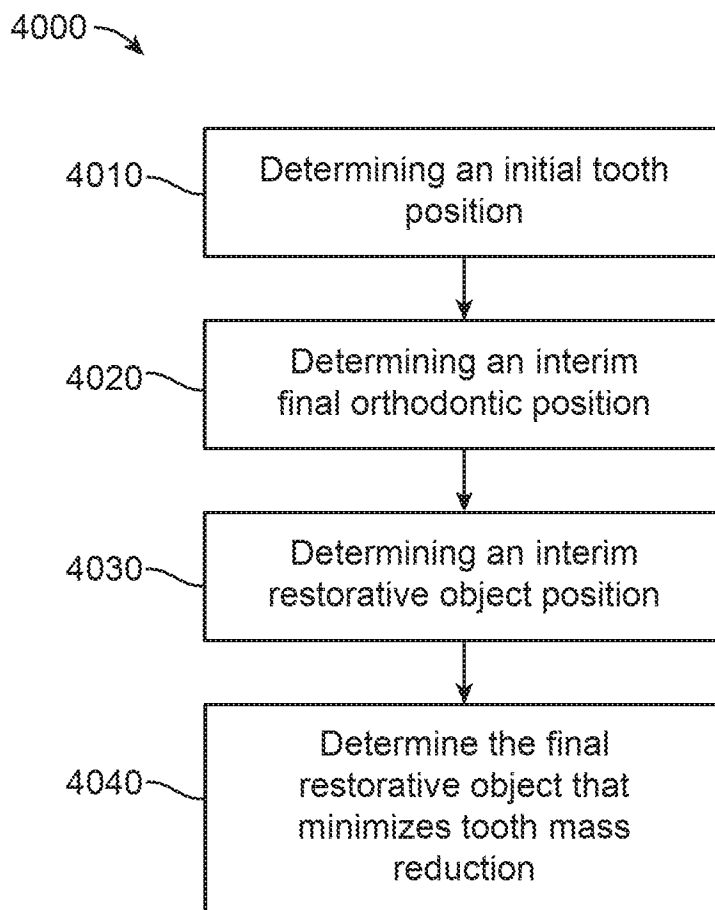 4000
4010
Determining an initial tooth
position
4020
Determining an interim
final orthodontic position
4030
Determining an interim
restorative object position
4040
Determine the final
restorative object that
minimizes tooth mass
reduction